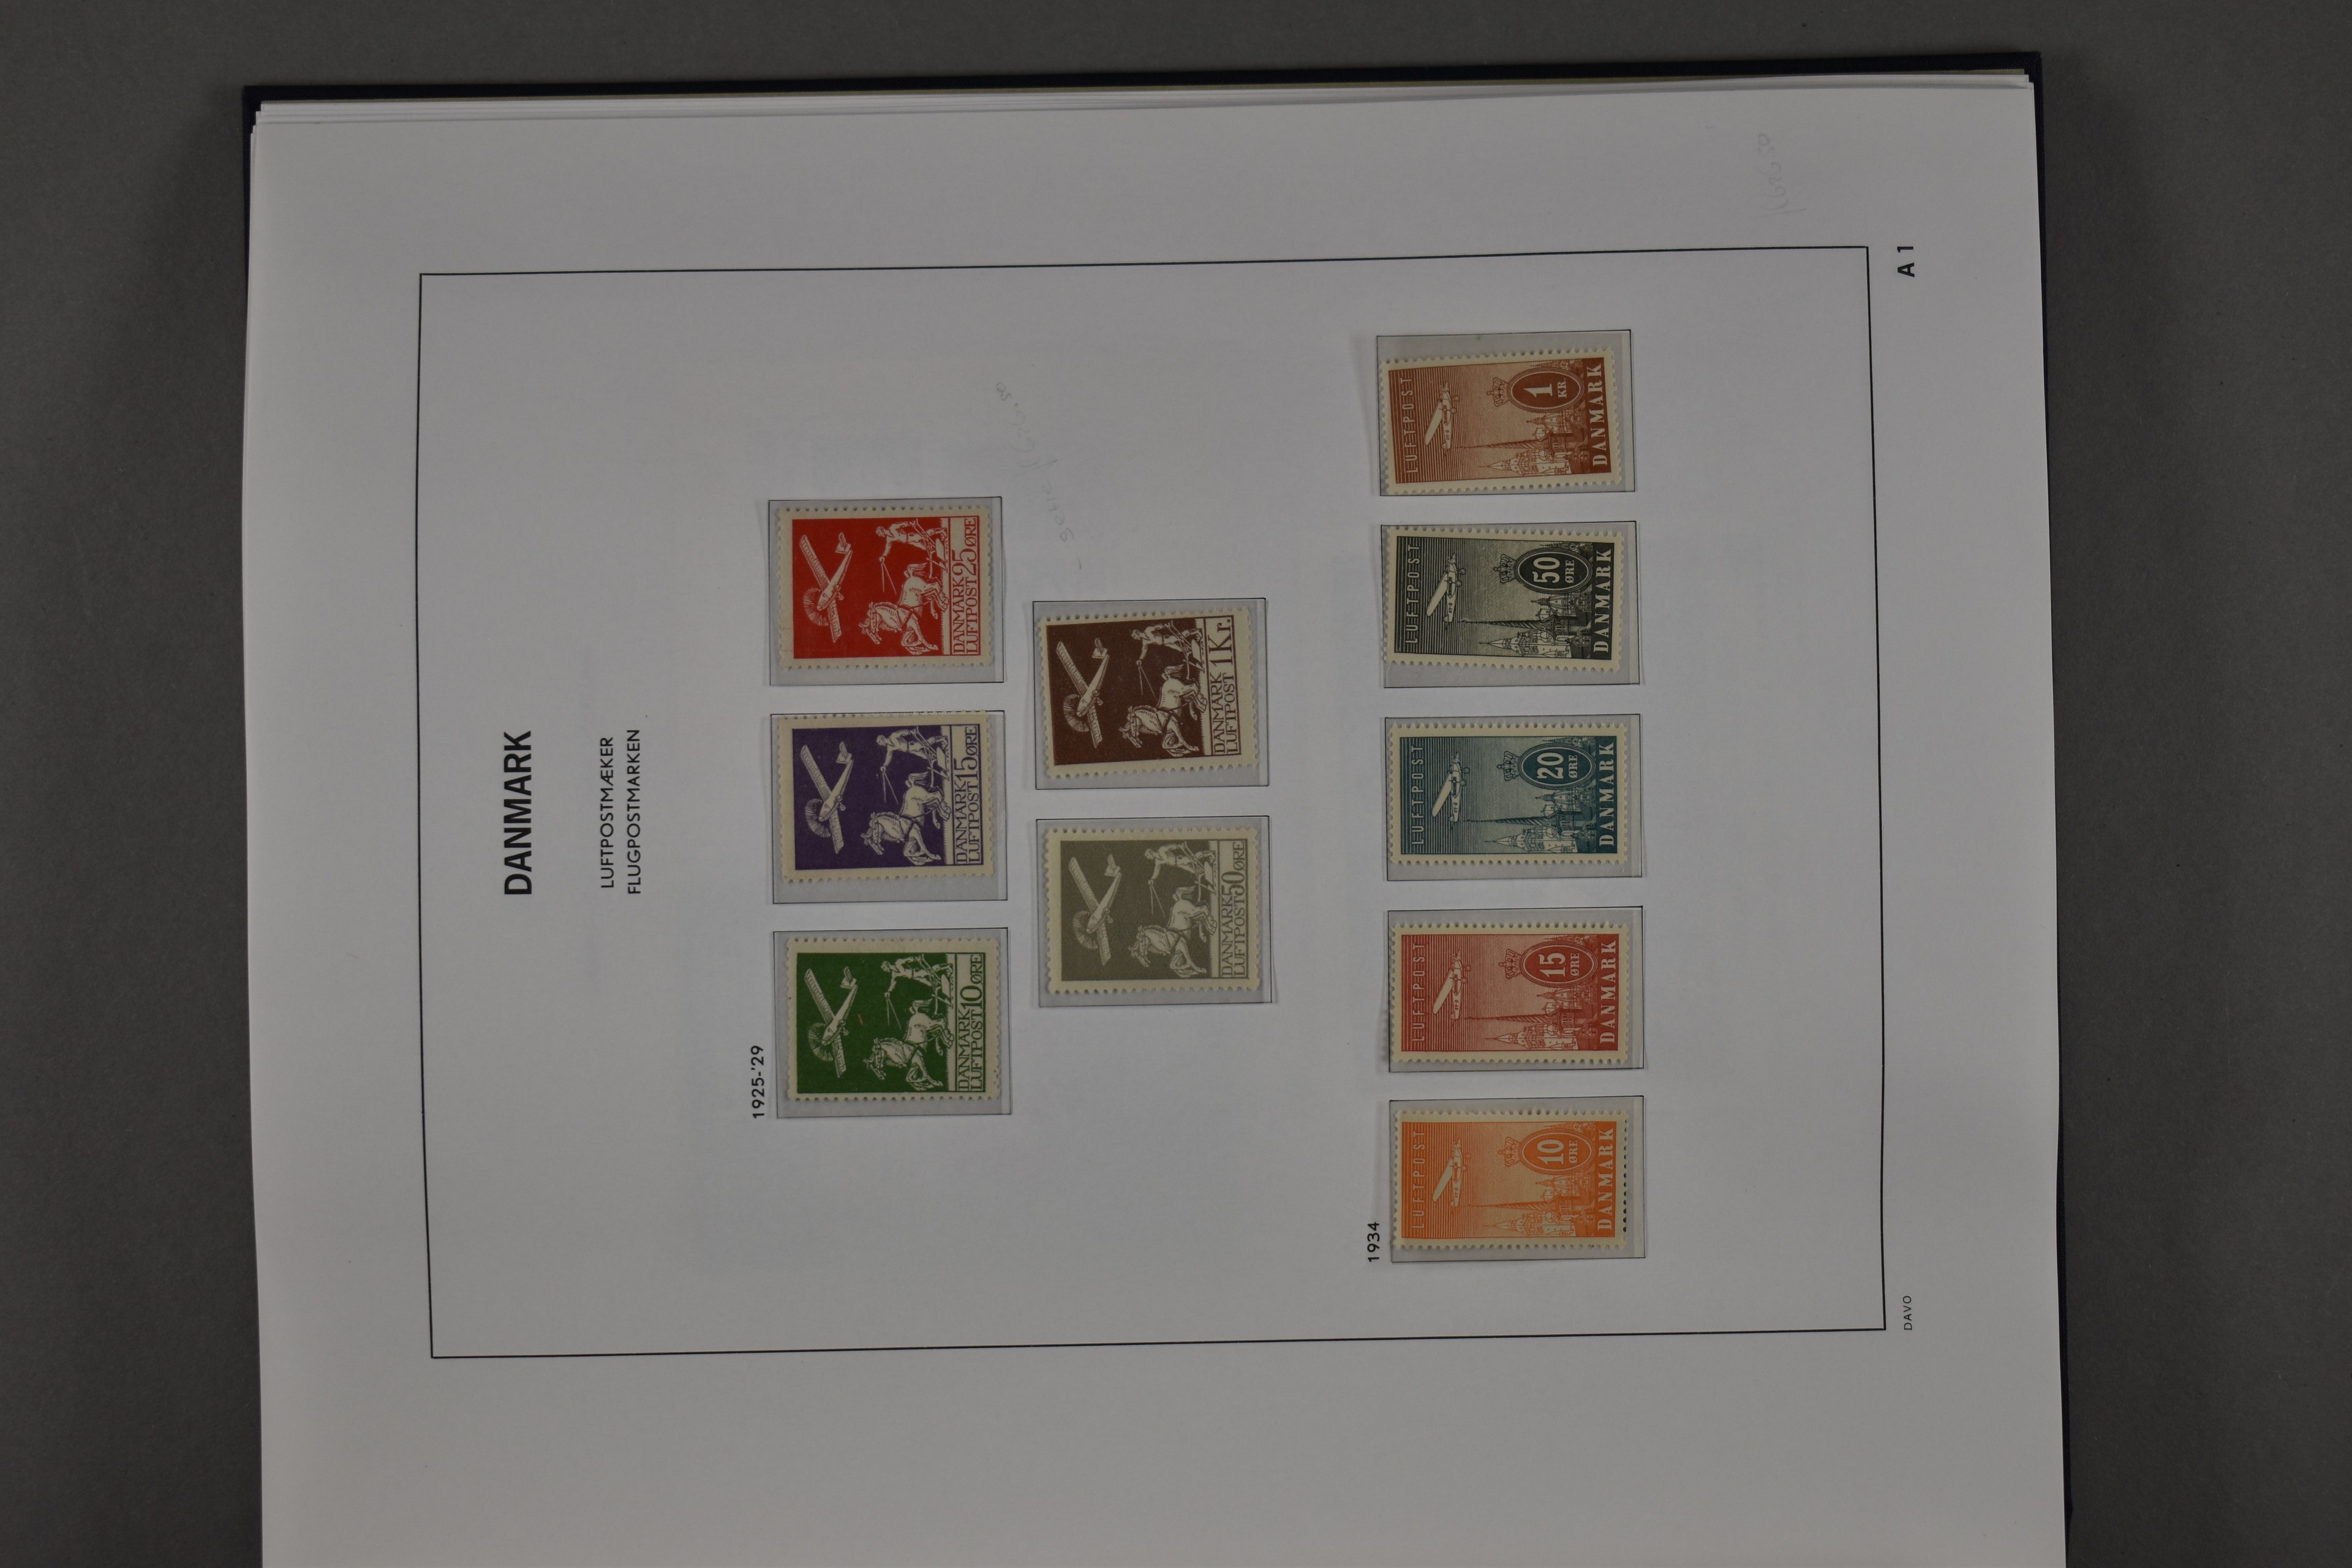 DANMARK
LUFTPOSTMÆKER
FLUGPOSTMARKEN
1925-'29
DANMARK 10 ØRE
LUFTPOST
DANMARK 15 ØRE
LUFTPOST
DANMARK 25 ØRE
LUFTPOST
DANMARK 50 ØRE
LUFTPOST
DANMARK 1 Kr.
LUFTPOST
1934
LUFTPOST
10
ØRE
DANMARK
LUFTPOST
15
ØRE
DANMARK
LUFTPOST
20
ØRE
DANMARK
LUFTPOST
50
ØRE
DANMARK
LUFTPOST
1
KR.
DANMARK
DAVO
A 1